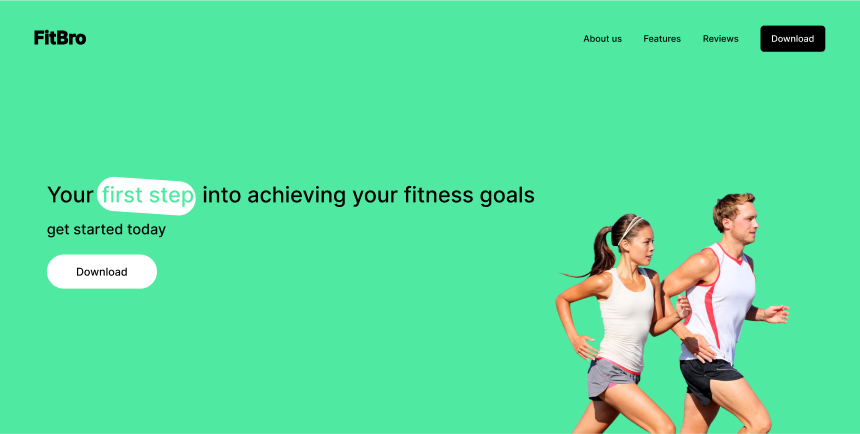 FitBro
About us Features Reviews Download
Your first step into achieving your fitness goals
get started today
Download